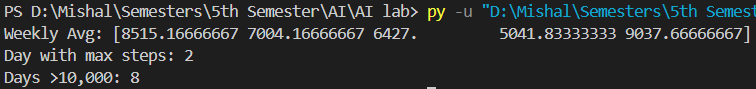 PS D:\Mishal\Semesters\5th Semester\AI\AI lab> py -u "D:\Mishal\Semesters\5th Semest
Weekly Avg: [8515.16666667 7004.16666667 6427.         5041.83333333 9037.66666667]
Day with max steps: 2
Days >10,000: 8